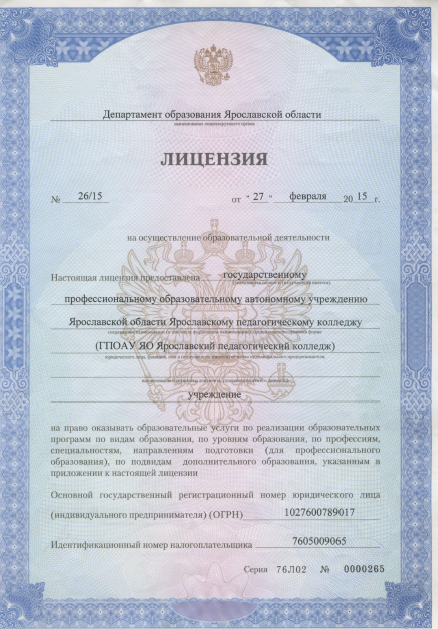 Департамент образования Ярославской области
наименование лицензирующего органа
ЛИЦЕНЗИЯ
№ 26/15 от " 27 " февраля 20 15 г.
на осуществление образовательной деятельности
Настоящая лицензия предоставлена государственному
профессиональному образовательному автономному учреждению
Ярославской области Ярославскому педагогическому колледжу
(ГПОАУ ЯО Ярославский педагогический колледж)
учреждение
на право оказывать образовательные услуги по реализации образовательных
программ по видам образования, по уровням образования, по профессиям,
специальностям, направлениям подготовки (для профессионального
образования), по подвидам дополнительного образования, указанным в
приложении к настоящей лицензии
Основной государственный регистрационный номер юридического лица
(индивидуального предпринимателя) (ОГРН) 1027600789017
Идентификационный номер налогоплательщика 7605009065
Серия 76Л02 № 0000265